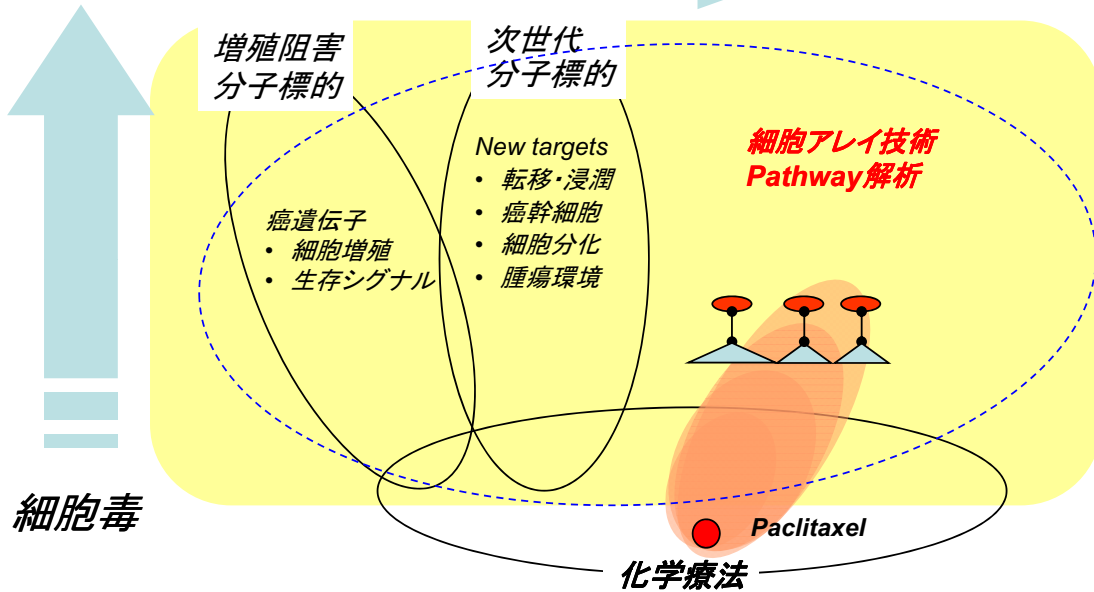 増殖阻害
分子標的
次世代
分子標的
細胞アレイ技術
Pathway解析
New targets
• 転移・浸潤
• 癌幹細胞
• 細胞分化
• 腫瘍環境
癌遺伝子
• 細胞増殖
• 生存シグナル
細胞毒
Paclitaxel
化学療法